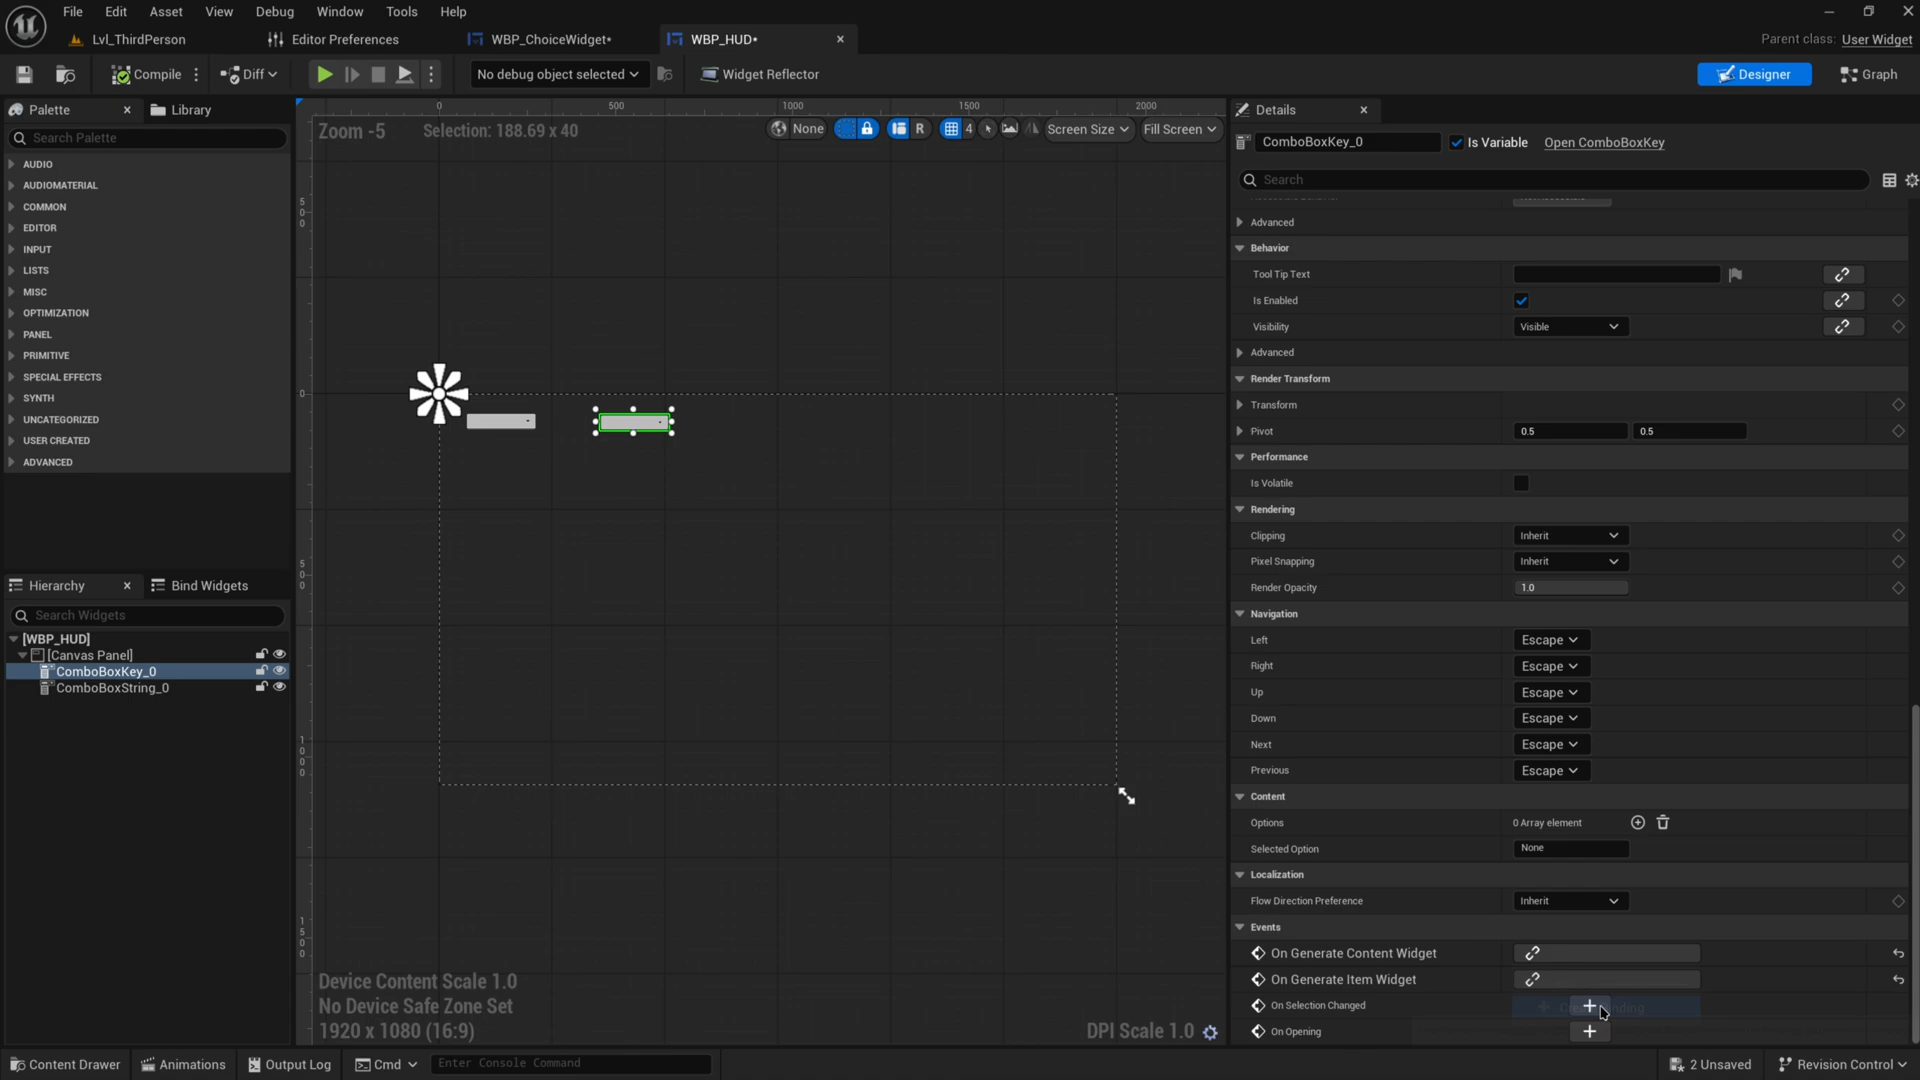 File Edit Asset View Debug Window Tools Help
Lvl_ThirdPerson Editor Preferences WBP_ChoiceWidget* WBP_HUD* Parent class: User Widget
Compile Diff No debug object selected Widget Reflector Designer Graph
Palette Library
Search Palette
AUDIO
AUDIOMATERIAL
COMMON
EDITOR
INPUT
LISTS
MISC
OPTIMIZATION
PANEL
PRIMITIVE
SPECIAL EFFECTS
SYNTH
UNCATEGORIZED
USER CREATED
ADVANCED
Hierarchy Bind Widgets
Search Widgets
[WBP_HUD]
[Canvas Panel]
ComboBoxKey_0
ComboBoxString_0
0 500 1000 1500 2000
Zoom -5 Selection: 188.69 x 40 None R 4 Screen Size Fill Screen
500
0
500
1000
1500
Device Content Scale 1.0
No Device Safe Zone Set
1920 x 1080 (16:9) DPI Scale 1.0
Details
ComboBoxKey_0 Is Variable Open ComboBoxKey
Search
Advanced
Behavior
Tool Tip Text
Is Enabled
Visibility Visible
Advanced
Render Transform
Transform
Pivot 0.5 0.5
Performance
Is Volatile
Rendering
Clipping Inherit
Pixel Snapping Inherit
Render Opacity 1.0
Navigation
Left Escape
Right Escape
Up Escape
Down Escape
Next Escape
Previous Escape
Content
Options 0 Array element
Selected Option None
Localization
Flow Direction Preference Inherit
Events
On Generate Content Widget
On Generate Item Widget
On Selection Changed
On Opening
Content Drawer Animations Output Log Cmd Enter Console Command 2 Unsaved Revision Control